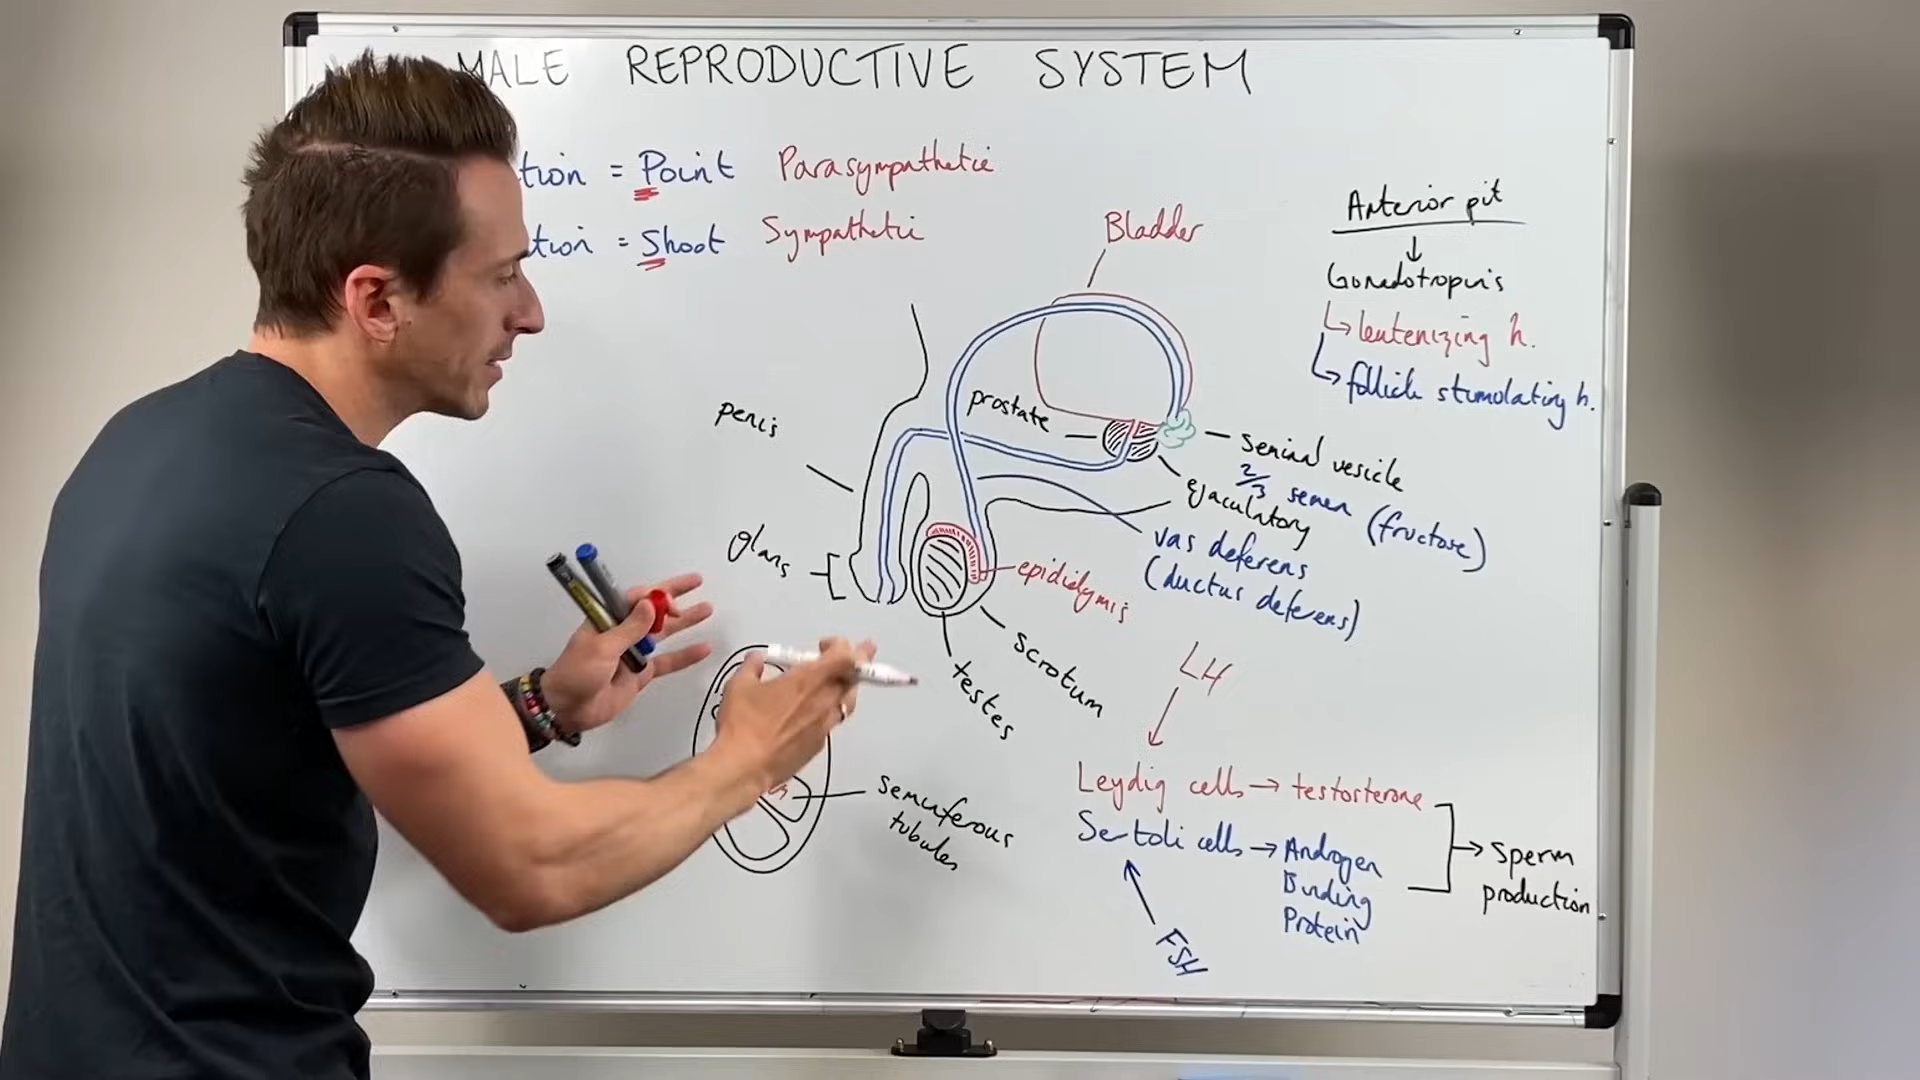 MALE REPRODUCTIVE SYSTEM
tion = Point Parasympathetic
tion = Shoot Sympathetic
Anterior pit
Gonadotropins
leutenizing h.
follicle stimulating h.
Bladder
prostate
penis
glans
seminal vesicle
2/3 semen (fructose)
ejaculatory
vas deferens
(ductus deferens)
epididymis
scrotum
testes
semuferous
tubules
LH
Leydig cells → testosterone
Sertoli cells → Androgen
Binding
Protein
Sperm
production
FSH